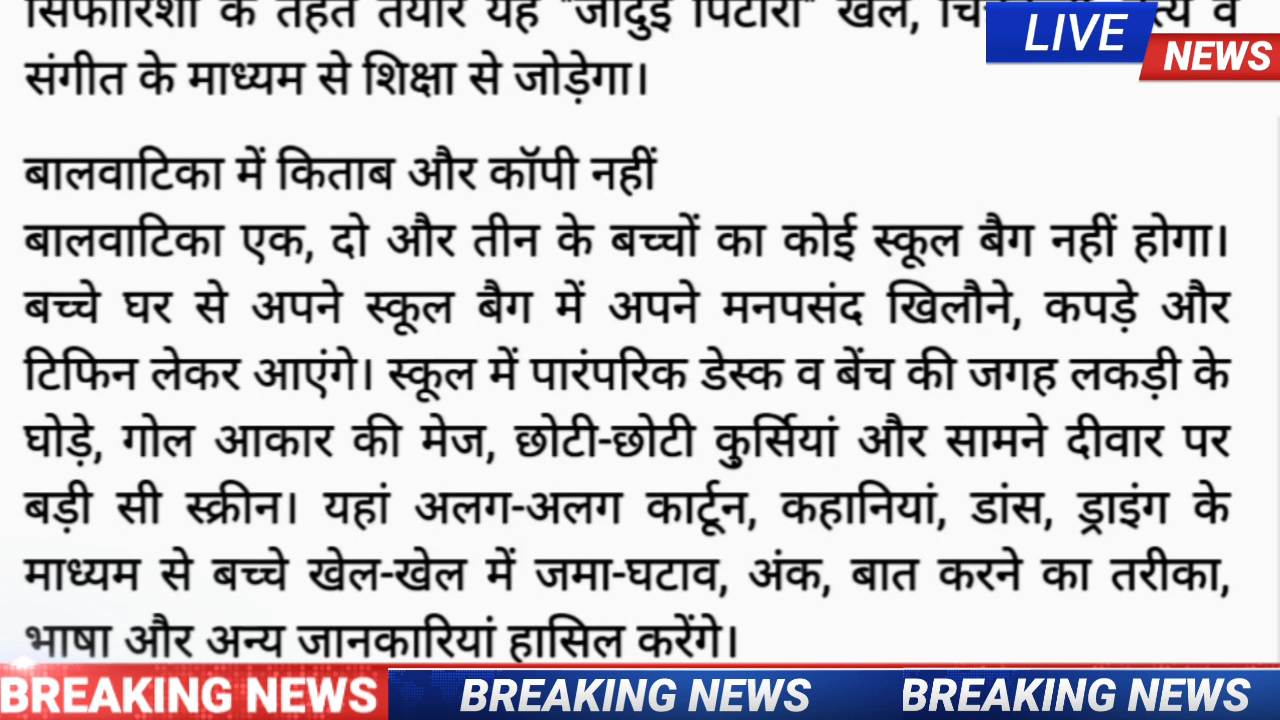 सिफारिशों के तहत तैयार यह "जादुई पिटारा" खेल, व
LIVE
NEWS
संगीत के माध्यम से शिक्षा से जोड़ेगा।
बालवाटिका में किताब और कॉपी नहीं
बालवाटिका एक, दो और तीन के बच्चों का कोई स्कूल बैग नहीं होगा।
बच्चे घर से अपने स्कूल बैग में अपने मनपसंद खिलौने, कपड़े और
टिफिन लेकर आएंगे। स्कूल में पारंपरिक डेस्क व बेंच की जगह लकड़ी के
घोड़े, गोल आकार की मेज, छोटी-छोटी कुर्सियां और सामने दीवार पर
बड़ी सी स्क्रीन। यहां अलग-अलग कार्टून, कहानियां, डांस, ड्राइंग के
माध्यम से बच्चे खेल-खेल में जमा-घटाव, अंक, बात करने का तरीका,
भाषा और अन्य जानकारियां हासिल करेंगे।
BREAKING NEWS BREAKING NEWS BREAKING NEWS